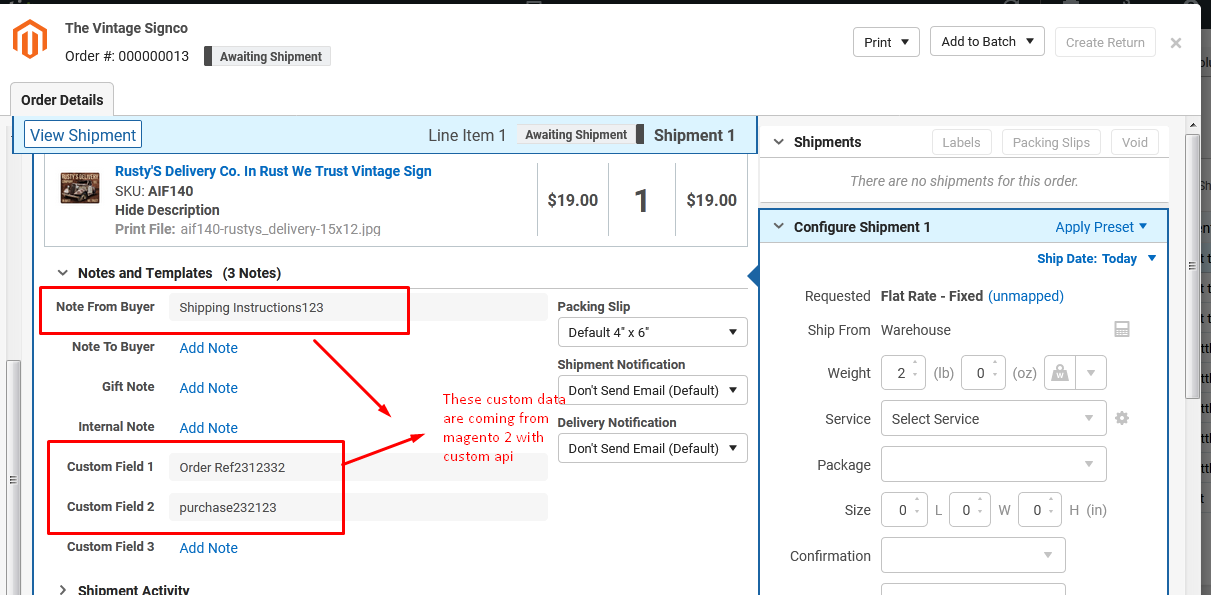 The Vintage Signco
Order #: 000000013
Awaiting Shipment
Print
Add to Batch
Create Return
Order Details
View Shipment
Line Item 1
Awaiting Shipment
Shipment 1
Rusty'S Delivery Co. In Rust We Trust Vintage Sign
SKU: AIF140
Hide Description
Print File: aif140-rustys_delivery-15x12.jpg
$19.00
1
$19.00
Notes and Templates (3 Notes)
Note From Buyer
Shipping Instructions123
Note To Buyer
Add Note
Gift Note
Add Note
Internal Note
Add Note
Custom Field 1
Order Ref2312332
Custom Field 2
purchase232123
Custom Field 3
Add Note
Shipment Activity
Packing Slip
Default 4" x 6"
Shipment Notification
Don't Send Email (Default)
Delivery Notification
Don't Send Email (Default)
These custom data
are coming from
magento 2 with
custom api
Shipments
Labels
Packing Slips
Void
There are no shipments for this order.
Configure Shipment 1
Apply Preset
Ship Date: Today
Requested Flat Rate - Fixed (unmapped)
Ship From Warehouse
Weight 2 (lb) 0 (oz)
Service Select Service
Package
Size 0 L 0 W 0 H (in)
Confirmation